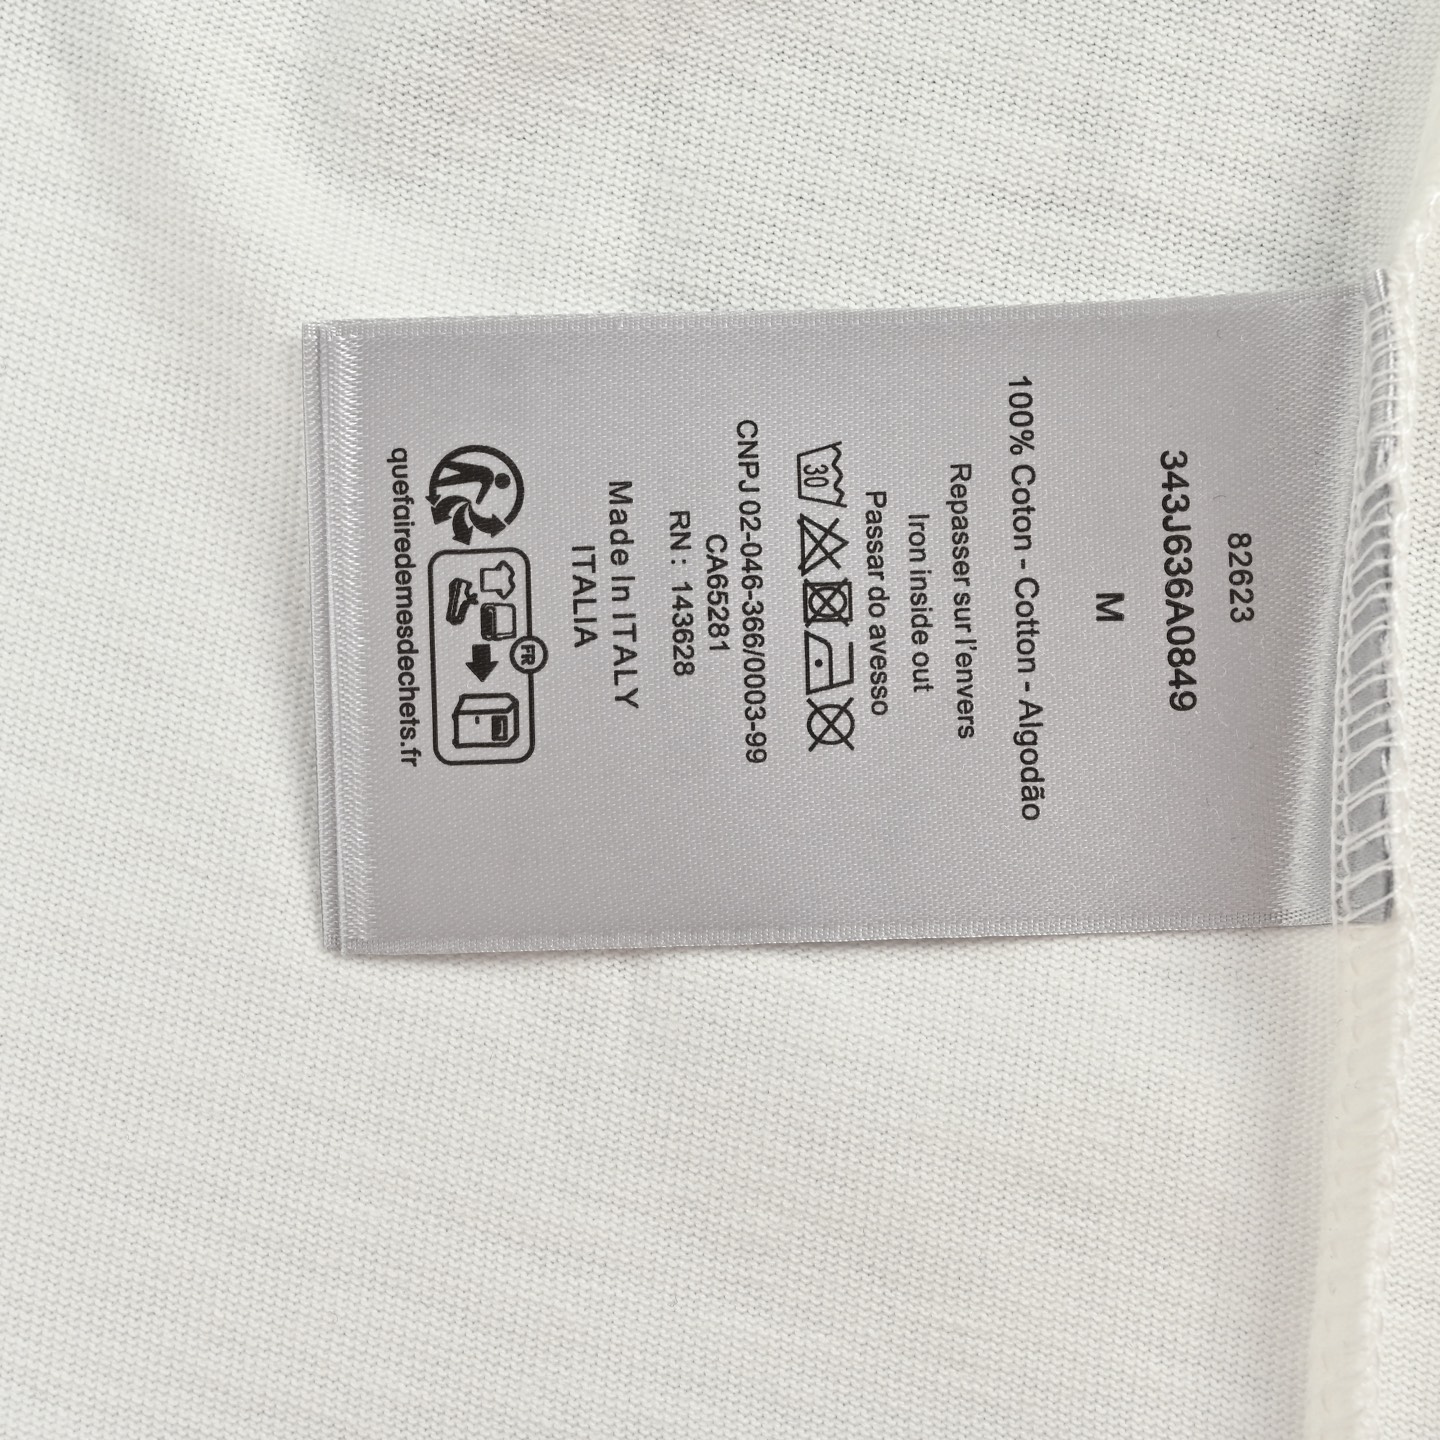 82623
343J636A0849
M
100% Coton - Cotton - Algodão
Repasser sur l'envers
Iron inside out
Passar do avesso
30
CNPJ 02-046-366/0003-99
CA65281
RN : 143628
Made In ITALY
ITALIA
FR
quefairedemesdechets.fr